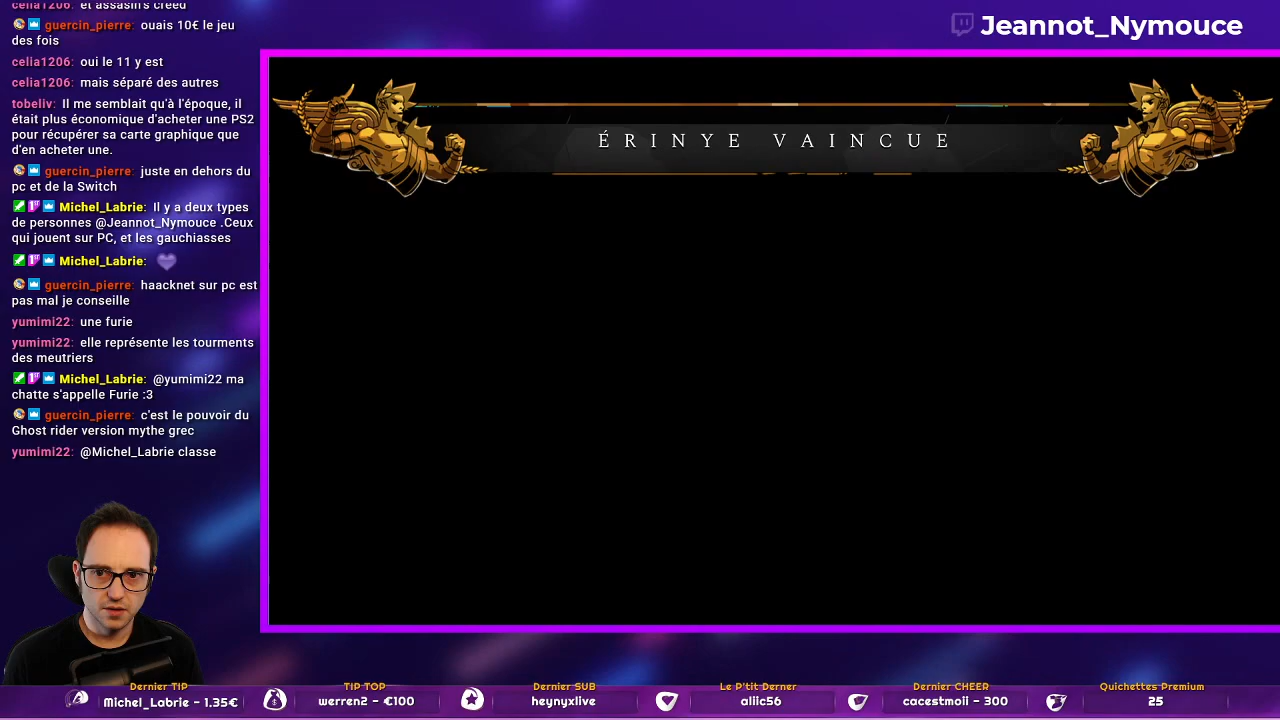 celia1206: et assasin's creed
guercin_pierre: ouais 10€ le jeu
des fois
celia1206: oui le 11 y est
celia1206: mais séparé des autres
tobeliv: Il me semblait qu'à l'époque, il
était plus économique d'acheter une PS2
pour récupérer sa carte graphique que
d'en acheter une.
guercin_pierre: juste en dehors du
pc et de la Switch
Michel_Labrie: Il y a deux types
de personnes @Jeannot_Nymouce .Ceux
qui jouent sur PC, et les gauchiasses
Michel_Labrie:
guercin_pierre: haacknet sur pc est
pas mal je conseille
yumimi22: une furie
yumimi22: elle représente les tourments
des meutriers
Michel_Labrie: @yumimi22 ma
chatte s'appelle Furie :3
guercin_pierre: c'est le pouvoir du
Ghost rider version mythe grec
yumimi22: @Michel_Labrie classe
Jeannot_Nymouce
ÉRINYE VAINCUE
Dernier TIP
Michel_Labrie - 1.35€
TIP TOP
werren2 - €100
Dernier SUB
heynyxlive
Le P'tit Derner
aliic56
Dernier CHEER
cacestmoii - 300
Quichettes Premium
25